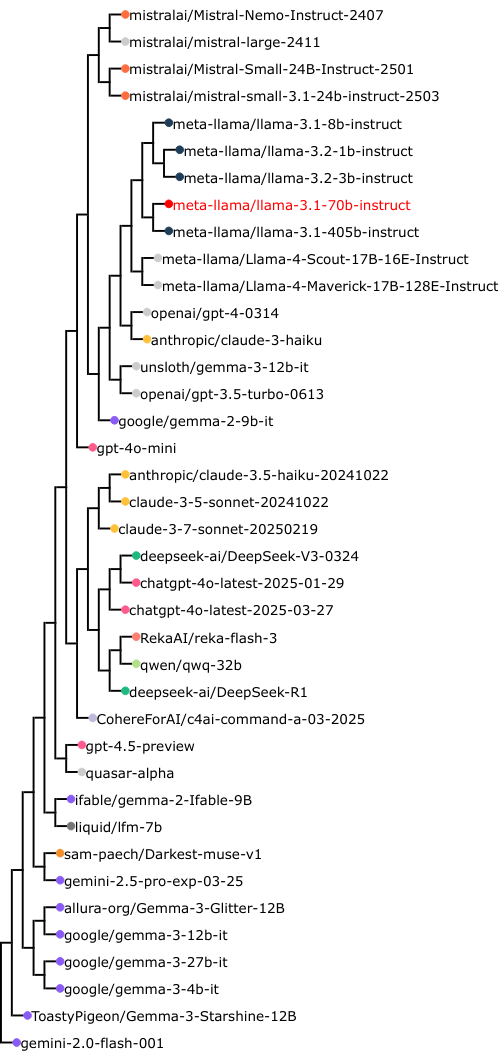 mistralai/Mistral-Nemo-Instruct-2407
mistralai/mistral-large-2411
mistralai/Mistral-Small-24B-Instruct-2501
mistralai/mistral-small-3.1-24b-instruct-2503
meta-llama/llama-3.1-8b-instruct
meta-llama/llama-3.2-1b-instruct
meta-llama/llama-3.2-3b-instruct
meta-llama/llama-3.1-70b-instruct
meta-llama/llama-3.1-405b-instruct
meta-llama/Llama-4-Scout-17B-16E-Instruct
meta-llama/Llama-4-Maverick-17B-128E-Instruct
openai/gpt-4-0314
anthropic/claude-3-haiku
unsloth/gemma-3-12b-it
openai/gpt-3.5-turbo-0613
google/gemma-2-9b-it
gpt-4o-mini
anthropic/claude-3.5-haiku-20241022
claude-3-5-sonnet-20241022
claude-3-7-sonnet-20250219
deepseek-ai/DeepSeek-V3-0324
chatgpt-4o-latest-2025-01-29
chatgpt-4o-latest-2025-03-27
RekaAI/reka-flash-3
qwen/qwq-32b
deepseek-ai/DeepSeek-R1
CohereForAI/c4ai-command-a-03-2025
gpt-4.5-preview
quasar-alpha
ifable/gemma-2-Ifable-9B
liquid/lfm-7b
sam-paech/Darkest-muse-v1
gemini-2.5-pro-exp-03-25
allura-org/Gemma-3-Glitter-12B
google/gemma-3-12b-it
google/gemma-3-27b-it
google/gemma-3-4b-it
ToastyPigeon/Gemma-3-Starshine-12B
gemini-2.0-flash-001